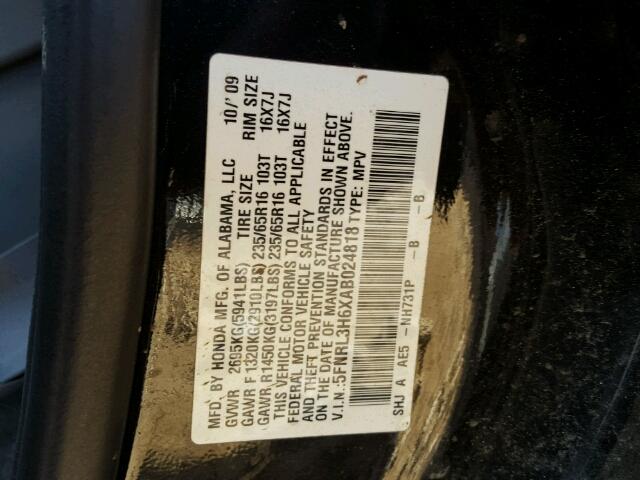 MFD. BY HONDA MFG. OF ALABAMA, LLC 10/'09
GVWR 2695KG(5941LBS) TIRE SIZE RIM SIZE
GAWR F1320KG(2910LBS)235/65R16 103T 16X7J
GAWR R1450KG(3197LBS)235/65R16 103T 16X7J
THIS VEHICLE CONFORMS TO ALL APPLICABLE
FEDERAL MOTOR VEHICLE SAFETY
AND THEFT PREVENTION STANDARDS IN EFFECT
ON THE DATE OF MANUFACTURE SHOWN ABOVE.
V.I.N.:5FNRL3H6XAB024818 TYPE: MPV
SHJ A AE5 -NH731P -B -B